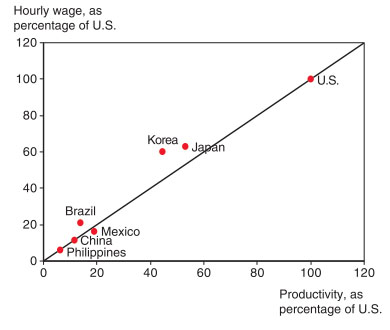 Hourly wage, as
percentage of U.S.
120
100
80
60
40
20
0
U.S.
Korea
Japan
Brazil
Mexico
China
Philippines
0 20 40 60 80 100 120
Productivity, as
percentage of U.S.